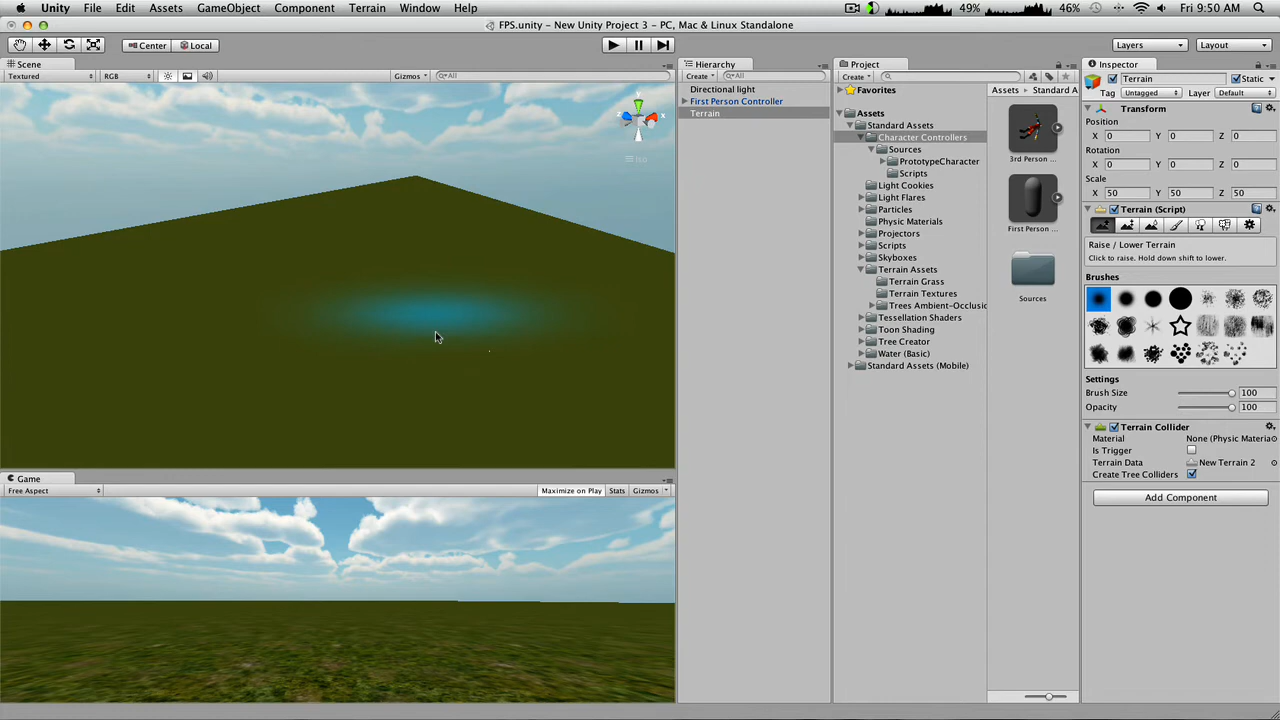 Unity File Edit Assets GameObject Component Terrain Window Help 49% 46% Fri 9:50 AM
FPS.unity - New Unity Project 3 - PC, Mac & Linux Standalone
Center Local Layers Layout
Scene
Textured RGB Gizmos All
Game
Free Aspect Maximize on Play Stats Gizmos
Hierarchy
Create All
Directional light
First Person Controller
Terrain
Project
Create
Favorites
Assets
Standard Assets
Character Controllers
Sources
PrototypeCharacter
Scripts
Light Cookies
Light Flares
Particles
Physic Materials
Projectors
Scripts
Skyboxes
Terrain Assets
Terrain Grass
Terrain Textures
Trees Ambient-Occlusic
Tessellation Shaders
Toon Shading
Tree Creator
Water (Basic)
Standard Assets (Mobile)
Assets Standard A
3rd Person ...
First Person ...
Sources
Inspector
Terrain Static
Tag Untagged Layer Default
Transform
Position
X 0 Y 0 Z 0
Rotation
X 0 Y 0 Z 0
Scale
X 50 Y 50 Z 50
Terrain (Script)
Raise / Lower Terrain
Click to raise. Hold down shift to lower.
Brushes
Settings
Brush Size 100
Opacity 100
Terrain Collider
Material None (Physic Materia
Is Trigger
Terrain Data New Terrain 2
Create Tree Colliders
Add Component